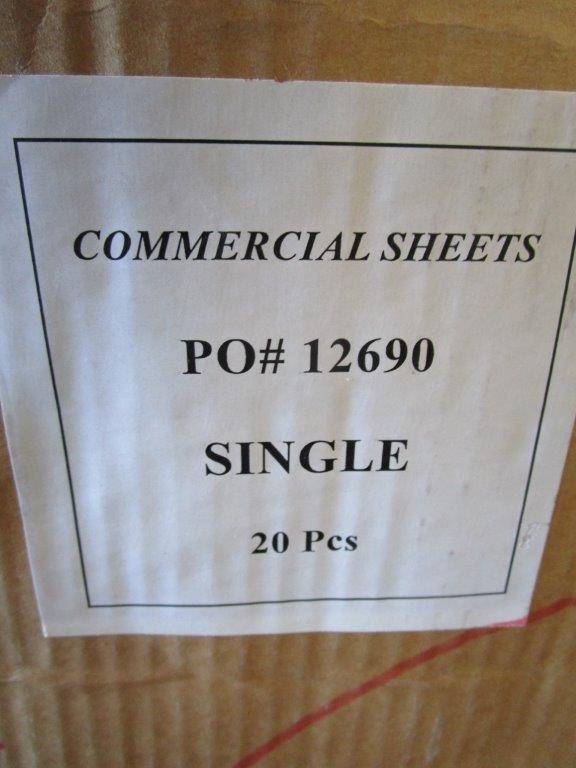 COMMERCIAL SHEETS
PO# 12690
SINGLE
20 Pcs